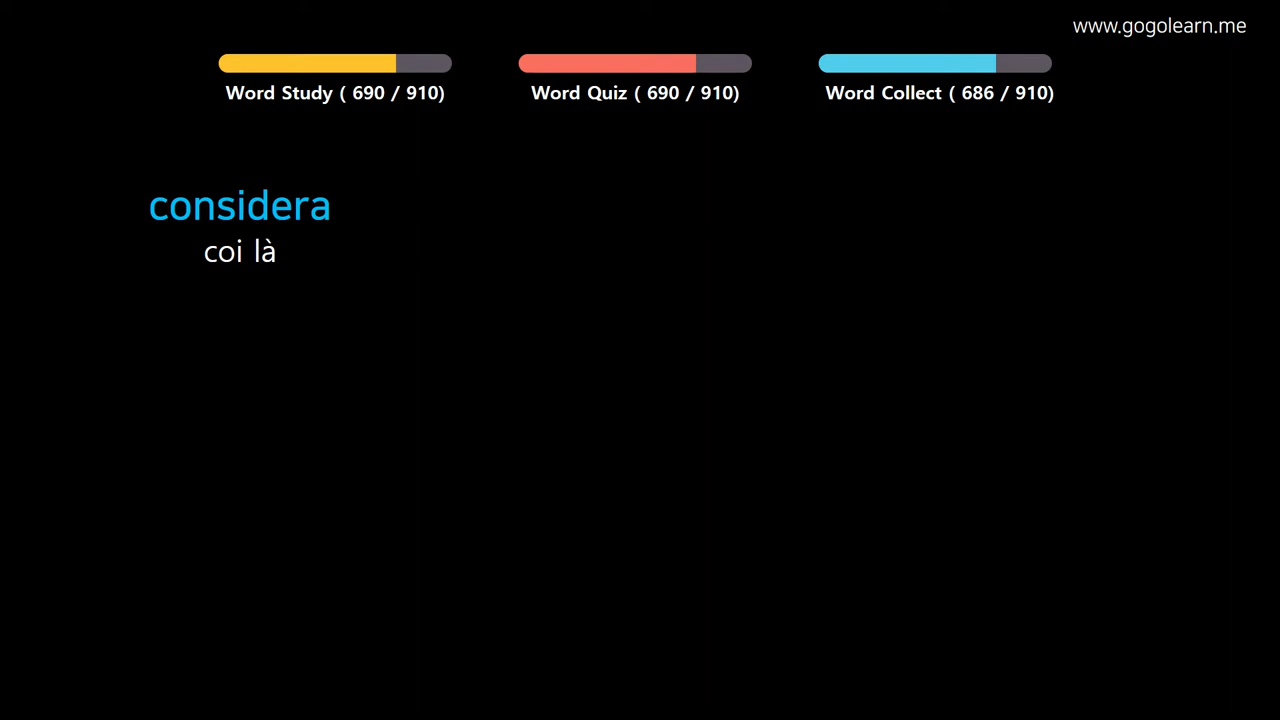 www.gogolearn.me
Word Study ( 690 / 910)
Word Quiz ( 690 / 910)
Word Collect ( 686 / 910)
considera
coi là